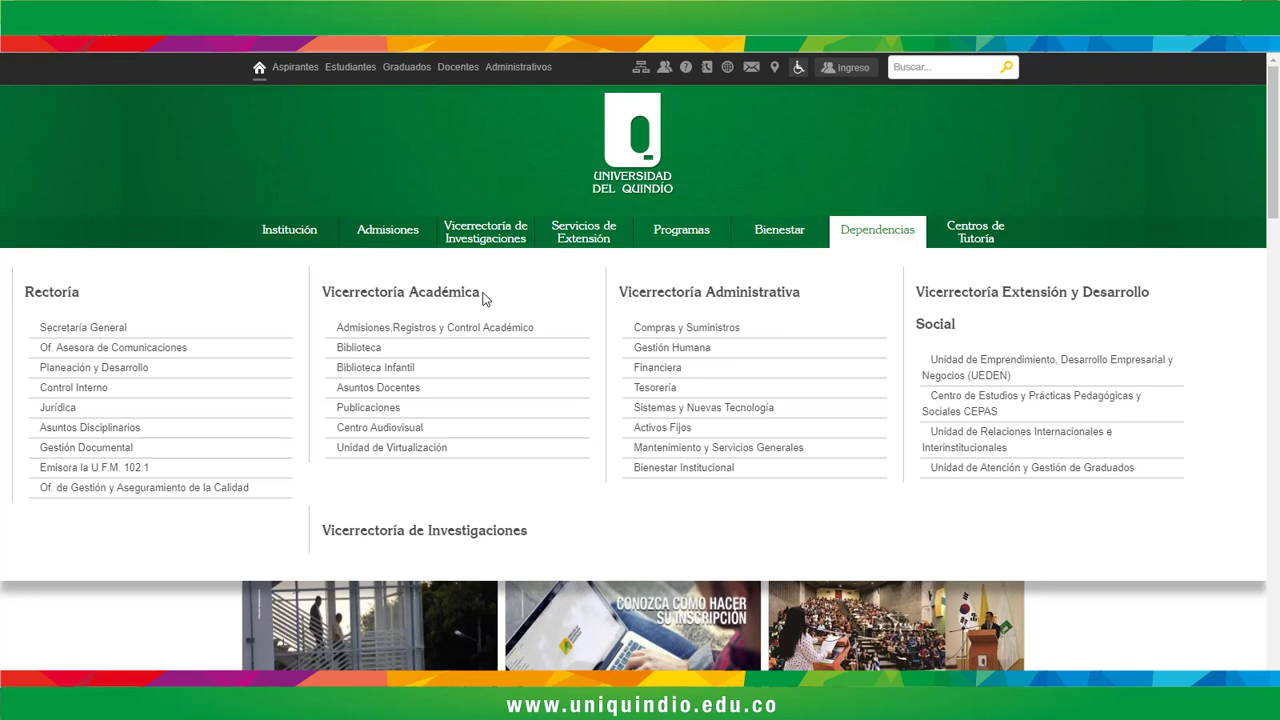 Aspirantes Estudiantes Graduados Docentes Administrativos
Ingreso
Buscar...
UNIVERSIDAD
DEL QUINDÍO
Institución
Admisiones
Vicerrectoría de
Investigaciones
Servicios de
Extensión
Programas
Bienestar
Dependencias
Centros de
Tutoría
Rectoría
Secretaría General
Of. Asesora de Comunicaciones
Planeación y Desarrollo
Control Interno
Jurídica
Asuntos Disciplinarios
Gestión Documental
Emisora la U.F.M. 102.1
Of. de Gestión y Aseguramiento de la Calidad
Vicerrectoría Académica
Admisiones,Registros y Control Académico
Biblioteca
Biblioteca Infantil
Asuntos Docentes
Publicaciones
Centro Audiovisual
Unidad de Virtualización
Vicerrectoría de Investigaciones
Vicerrectoría Administrativa
Compras y Suministros
Gestión Humana
Financiera
Tesorería
Sistemas y Nuevas Tecnología
Activos Fijos
Mantenimiento y Servicios Generales
Bienestar Institucional
Vicerrectoría Extensión y Desarrollo
Social
Unidad de Emprendimiento, Desarrollo Empresarial y
Negocios (UEDEN)
Centro de Estudios y Prácticas Pedagógicas y
Sociales CEPAS
Unidad de Relaciones Internacionales e
Interinstitucionales
Unidad de Atención y Gestión de Graduados
CONOZCA CÓMO HACER
SU INSCRIPCIÓN
www.uniquindio.edu.co